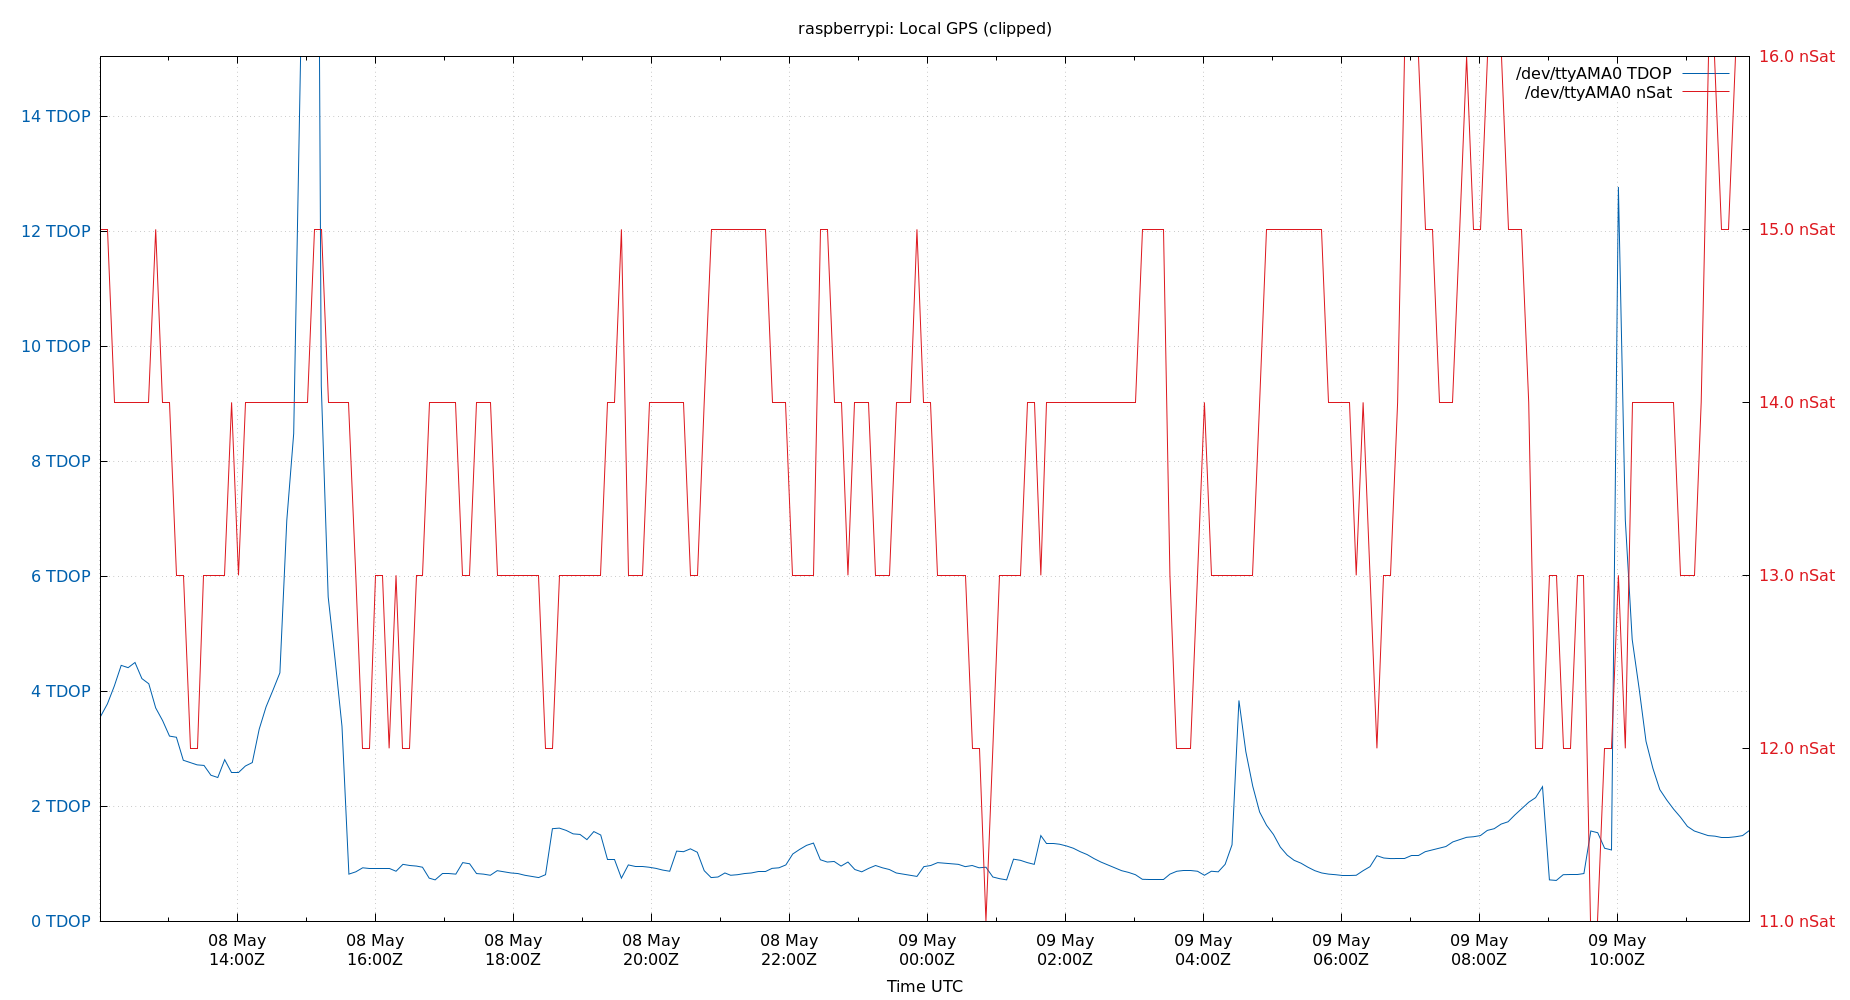 raspberrypi: Local GPS (clipped)
16.0 nSat
/dev/ttyAMA0 TDOP
/dev/ttyAMA0 nSat
14 TDOP
12 TDOP
15.0 nSat
10 TDOP
14.0 nSat
8 TDOP
6 TDOP
13.0 nSat
4 TDOP
12.0 nSat
2 TDOP
0 TDOP
11.0 nSat
08 May 08 May 08 May 08 May 08 May 09 May 09 May 09 May 09 May 09 May 09 May
14:00Z 16:00Z 18:00Z 20:00Z 22:00Z 00:00Z 02:00Z 04:00Z 06:00Z 08:00Z 10:00Z
Time UTC